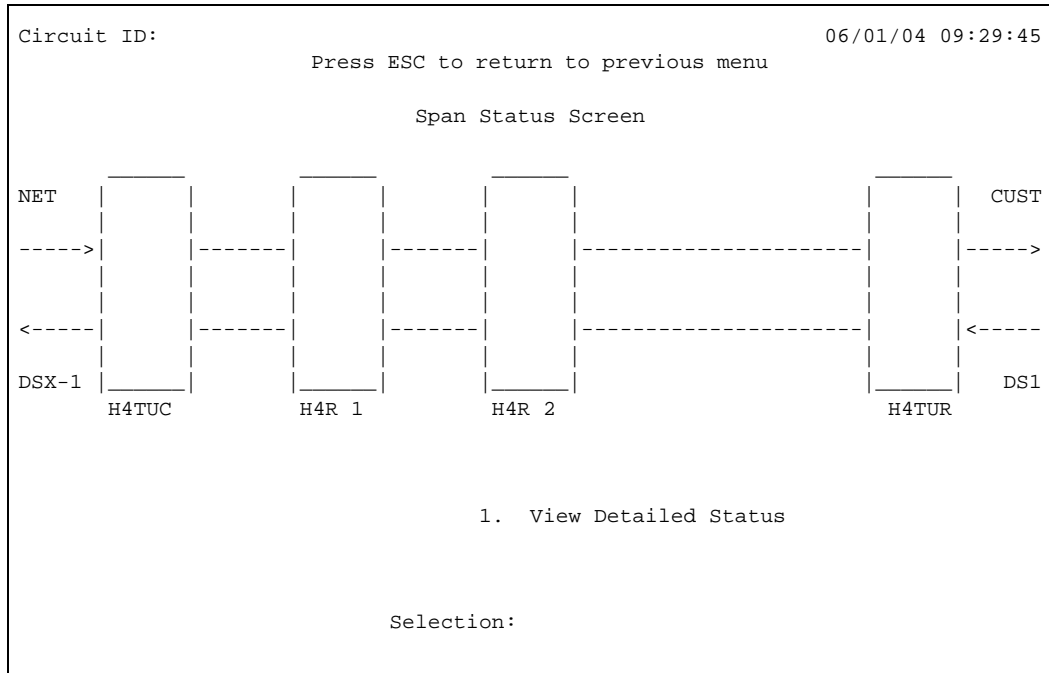 Circuit ID: 06/01/04 09:29:45
Press ESC to return to previous menu
Span Status Screen
NET CUST
DSX-1 DS1
H4TUC H4R 1 H4R 2 H4TUR
1. View Detailed Status
Selection: